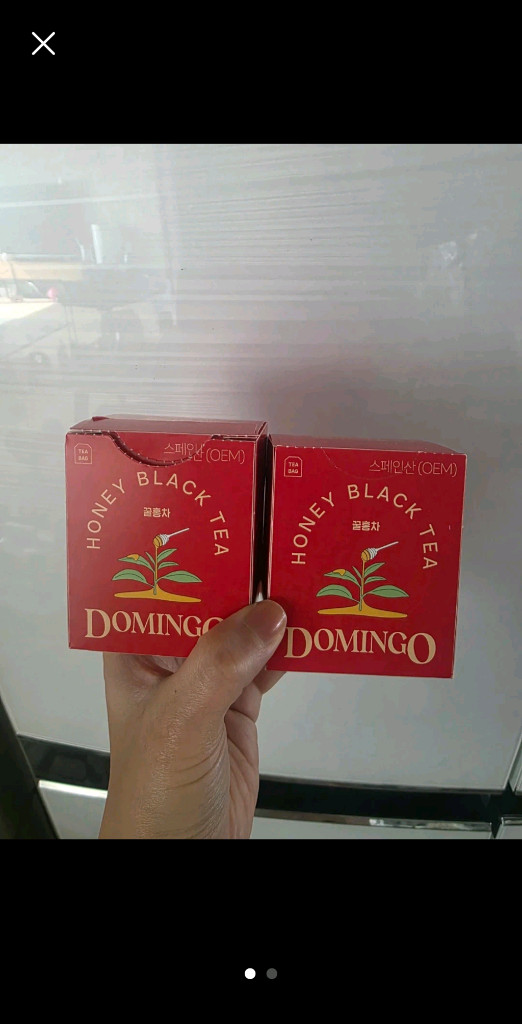 TEA
BAG
스페인산 (OEM)
HONEY BLACK TEA
꿀홍차
DOMINGO
TEA
BAG
스페인산 (OEM)
HONEY BLACK TEA
꿀홍차
DOMINGO